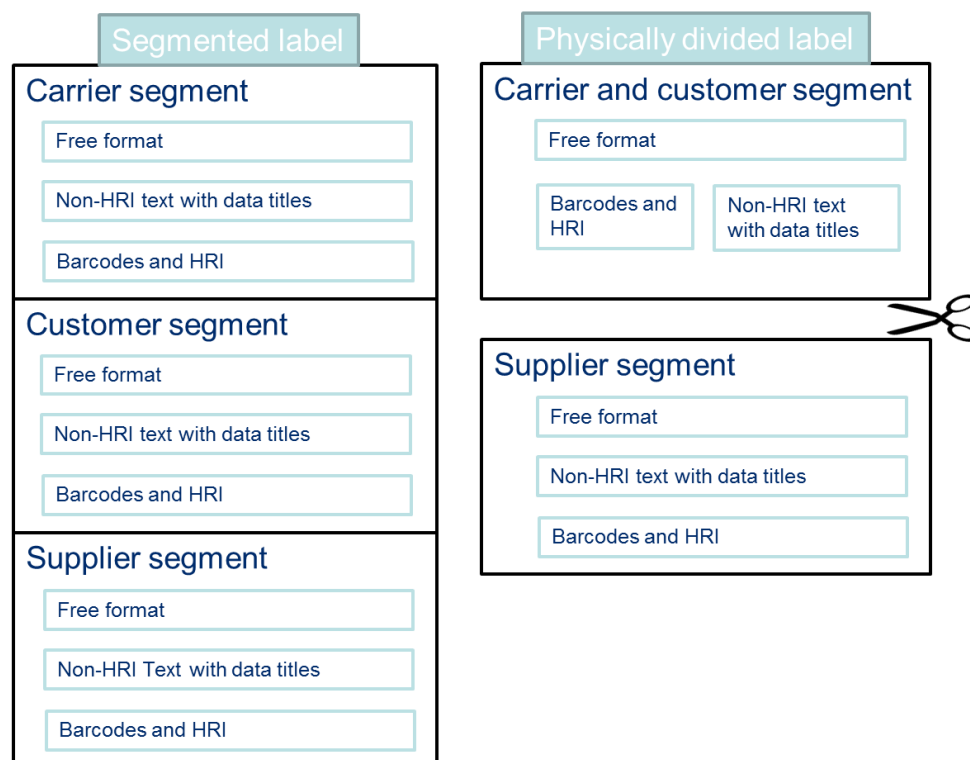 Segmented label
Carrier segment
Free format
Non-HRI text with data titles
Barcodes and HRI
Customer segment
Free format
Non-HRI text with data titles
Barcodes and HRI
Supplier segment
Free format
Non-HRI Text with data titles
Barcodes and HRI
Physically divided label
Carrier and customer segment
Free format
Barcodes and
HRI
Non-HRI text
with data titles
Supplier segment
Free format
Non-HRI text with data titles
Barcodes and HRI